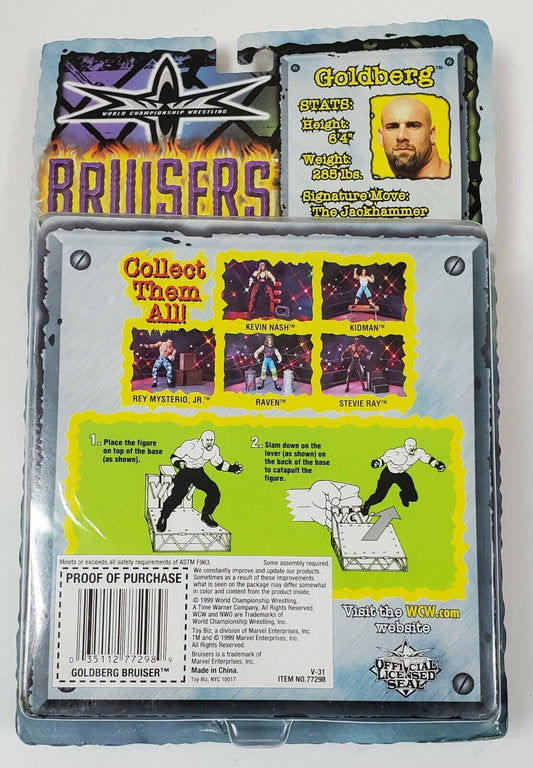 WORLD CHAMPIONSHIP WRESTLING
BRUISERS
Goldberg™
STATS:
Height:
6'4"
Weight:
285 lbs.
Signature Move:
The Jackhammer
Collect
Them
All!
KEVIN NASH™
KIDMAN™
REY MYSTERIO, JR.™
RAVEN™
STEVIE RAY™
1. Place the figure
on top of the base
(as shown).
2. Slam down on the
lever (as shown) on
the back of the base
to catapult the
figure.
WCW
WCW
Meets or exceeds all safety requirements of ASTM F963.
Some assembly required.
PROOF OF PURCHASE
0 35112 77298 9
GOLDBERG BRUISER™
We constantly improve and update our products.
Sometimes as a result of these improvements
what is seen on the package may differ somewhat
in color and content from the product inside.
© 1999 World Championship Wrestling,
A Time Warner Company, All Rights Reserved.
WCW and NWO are Trademarks of
World Championship Wrestling, Inc.
Toy Biz, a division of Marvel Enterprises, Inc.
TM and © 1999 Marvel Enterprises, Inc.
All Rights Reserved.
Bruisers is a trademark of
Marvel Enterprises, Inc.
Made in China.
Toy Biz, NYC 10017
V-31
ITEM NO.77298
Visit the WCW.com
website
OFFICIAL
LICENSED
SEAL